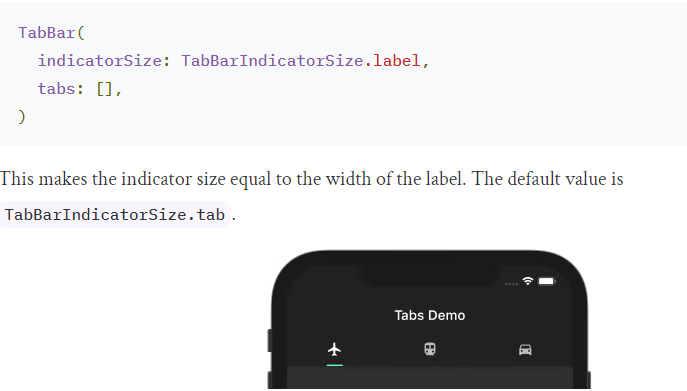 TabBar(
indicatorSize: TabBarIndicatorSize.label,
tabs: [],
)
This makes the indicator size equal to the width of the label. The default value is
TabBarIndicatorSize.tab .
Tabs Demo